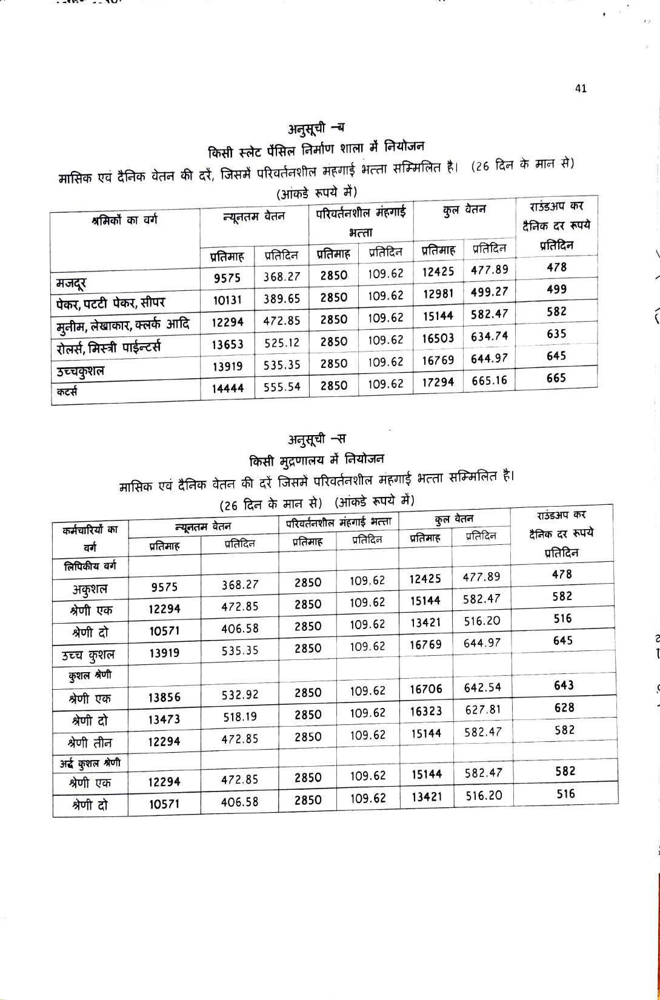 41
अनुसूची –ब
किसी स्लेट पेंसिल निर्माण शाला में नियोजन
मासिक एवं दैनिक वेतन की दरें, जिसमें परिवर्तनशील मंहगाई भत्ता सम्मिलित है। (26 दिन के मान से)
(आंकडे रूपये में)
श्रमिकों का वर्ग न्यूनतम वेतन परिवर्तनशील मंहगाई भत्ता कुल वेतन राउंडअप कर दैनिक दर रूपये प्रतिदिन
प्रतिमाह प्रतिदिन प्रतिमाह प्रतिदिन प्रतिमाह प्रतिदिन
मजदूर 9575 368.27 2850 109.62 12425 477.89 478
पेकर, पटटी पेकर, सीपर 10131 389.65 2850 109.62 12981 499.27 499
मुनीम, लेखाकार, क्लर्क आदि 12294 472.85 2850 109.62 15144 582.47 582
रोलर्स, मिस्त्री पाईन्टर्स 13653 525.12 2850 109.62 16503 634.74 635
उच्चकुशल 13919 535.35 2850 109.62 16769 644.97 645
कटर्स 14444 555.54 2850 109.62 17294 665.16 665
अनुसूची –स
किसी मुद्रणालय में नियोजन
मासिक एवं दैनिक वेतन की दरें जिसमें परिवर्तनशील मंहगाई भत्ता सम्मिलित है।
(26 दिन के मान से) (आंकडे रूपये में)
कर्मचारियों का वर्ग न्यूनतम वेतन परिवर्तनशील मंहगाई भत्ता कुल वेतन राउंडअप कर दैनिक दर रूपये प्रतिदिन
प्रतिमाह प्रतिदिन प्रतिमाह प्रतिदिन प्रतिमाह प्रतिदिन
लिपिकीय वर्ग
अकुशल 9575 368.27 2850 109.62 12425 477.89 478
श्रेणी एक 12294 472.85 2850 109.62 15144 582.47 582
श्रेणी दो 10571 406.58 2850 109.62 13421 516.20 516
उच्च कुशल 13919 535.35 2850 109.62 16769 644.97 645
कुशल श्रेणी
श्रेणी एक 13856 532.92 2850 109.62 16706 642.54 643
श्रेणी दो 13473 518.19 2850 109.62 16323 627.81 628
श्रेणी तीन 12294 472.85 2850 109.62 15144 582.47 582
अर्द्ध कुशल श्रेणी
श्रेणी एक 12294 472.85 2850 109.62 15144 582.47 582
श्रेणी दो 10571 406.58 2850 109.62 13421 516.20 516